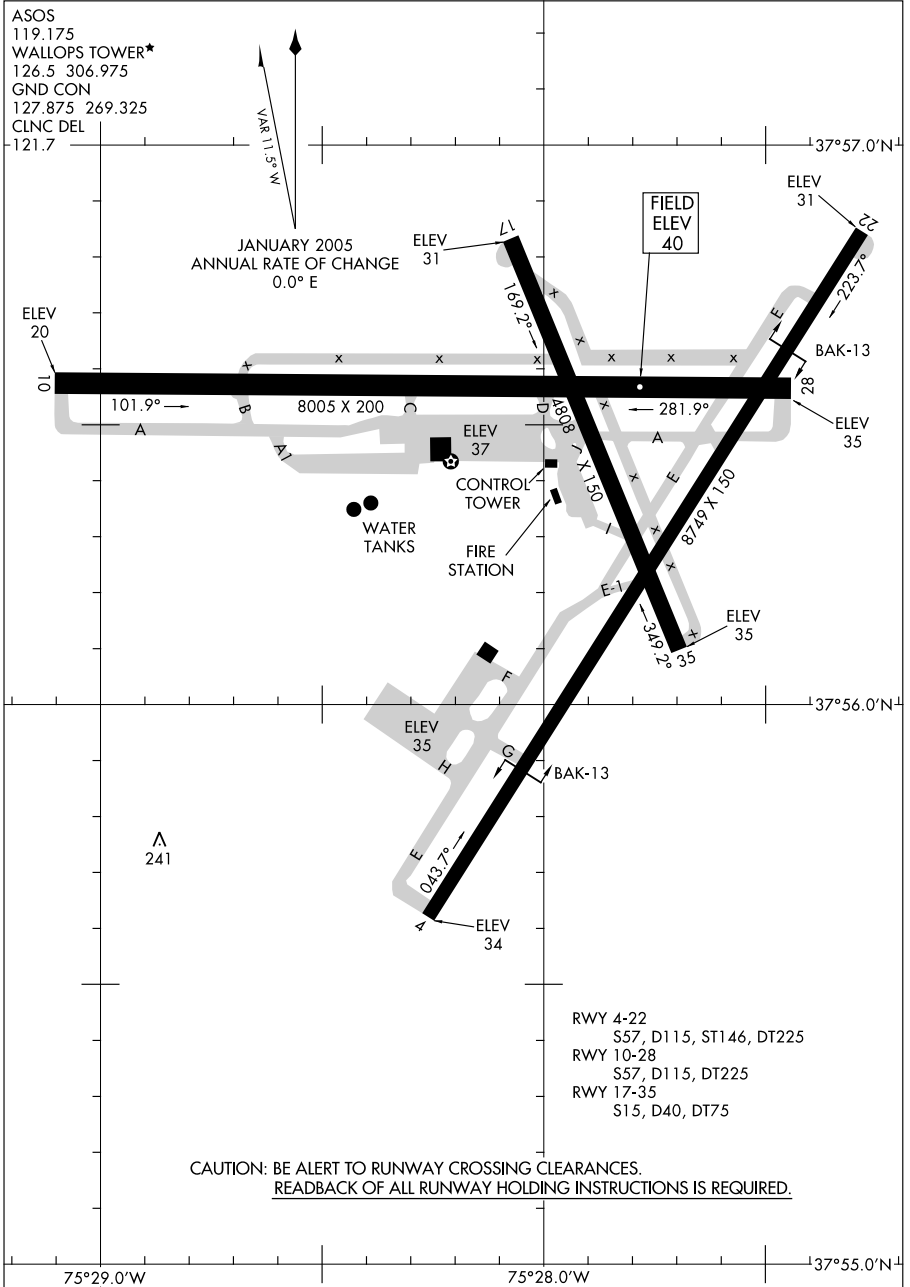 ASOS
119.175
WALLOPS TOWER★
126.5 306.975
GND CON
127.875 269.325
CLNC DEL
121.7
VAR 11.5° W
JANUARY 2005
ANNUAL RATE OF CHANGE
0.0° E
37°57.0'N
ELEV
31
22
223.7°
FIELD
ELEV
40
17
ELEV
31
169.2°
X
X
E
BAK-13
ELEV
20
10
X
X
X
X
X
X
X
X
28
ELEV
35
101.9°
8005 X 200
281.9°
B
C
D
A
A1
ELEV
37
A
4808 X 150
J
X
E
8749 X 150
CONTROL
TOWER
WATER
TANKS
FIRE
STATION
I
X
X
E-1
X
349.2°
35
ELEV
35
F
37°56.0'N
ELEV
35
G
H
BAK-13
241
E
043.7°
4
ELEV
34
RWY 4-22
S57, D115, ST146, DT225
RWY 10-28
S57, D115, DT225
RWY 17-35
S15, D40, DT75
CAUTION: BE ALERT TO RUNWAY CROSSING CLEARANCES.
READBACK OF ALL RUNWAY HOLDING INSTRUCTIONS IS REQUIRED.
37°55.0'N
75°29.0'W
75°28.0'W